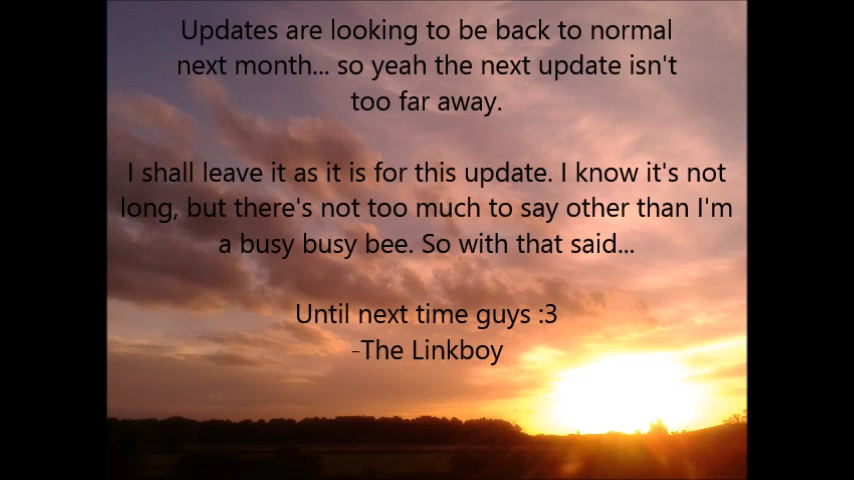 Updates are looking to be back to normal
next month... so yeah the next update isn't
too far away.
I shall leave it as it is for this update. I know it's not
long, but there's not too much to say other than I'm
a busy busy bee. So with that said...
Until next time guys :3
-The Linkboy